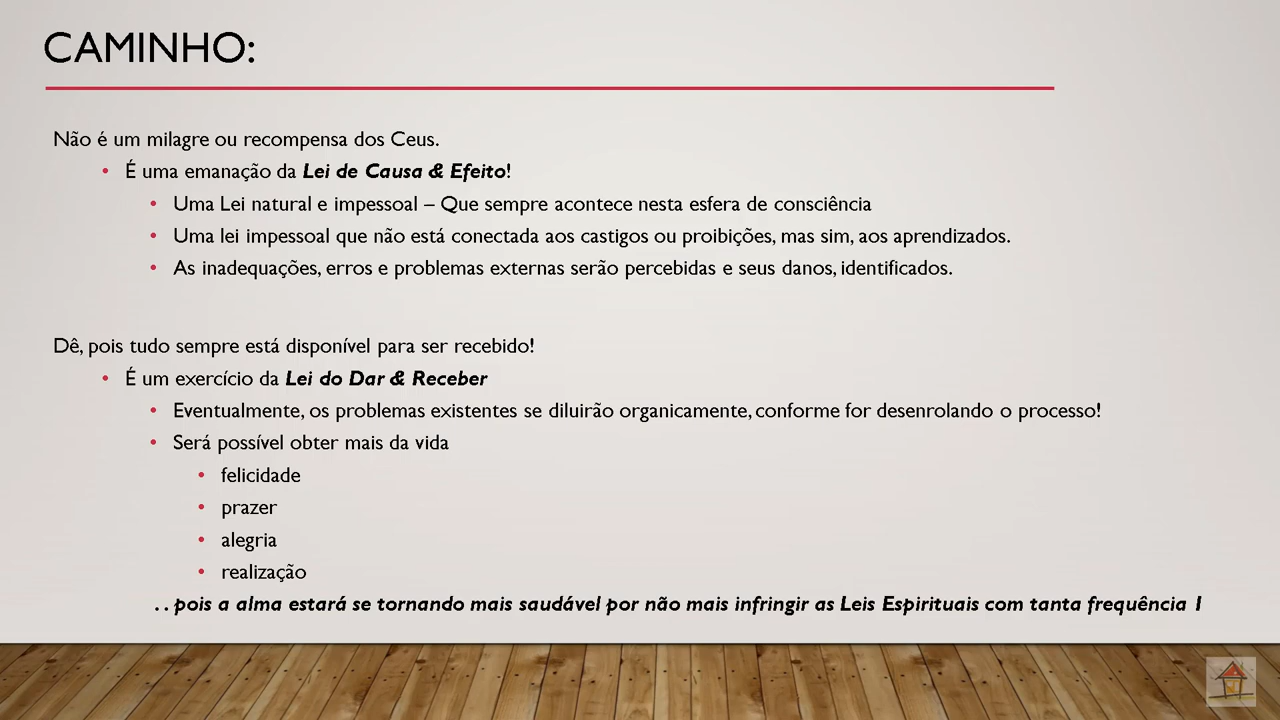 CAMINHO:
Não é um milagre ou recompensa dos Ceus.
• É uma emanação da Lei de Causa & Efeito!
• Uma Lei natural e impessoal – Que sempre acontece nesta esfera de consciência
• Uma lei impessoal que não está conectada aos castigos ou proibições, mas sim, aos aprendizados.
• As inadequações, erros e problemas externas serão percebidas e seus danos, identificados.
Dê, pois tudo sempre está disponível para ser recebido!
• É um exercício da Lei do Dar & Receber
• Eventualmente, os problemas existentes se diluirão organicamente, conforme for desenrolando o processo!
• Será possível obter mais da vida
• felicidade
• prazer
• alegria
• realização
. . pois a alma estará se tornando mais saudável por não mais infringir as Leis Espirituais com tanta frequência !